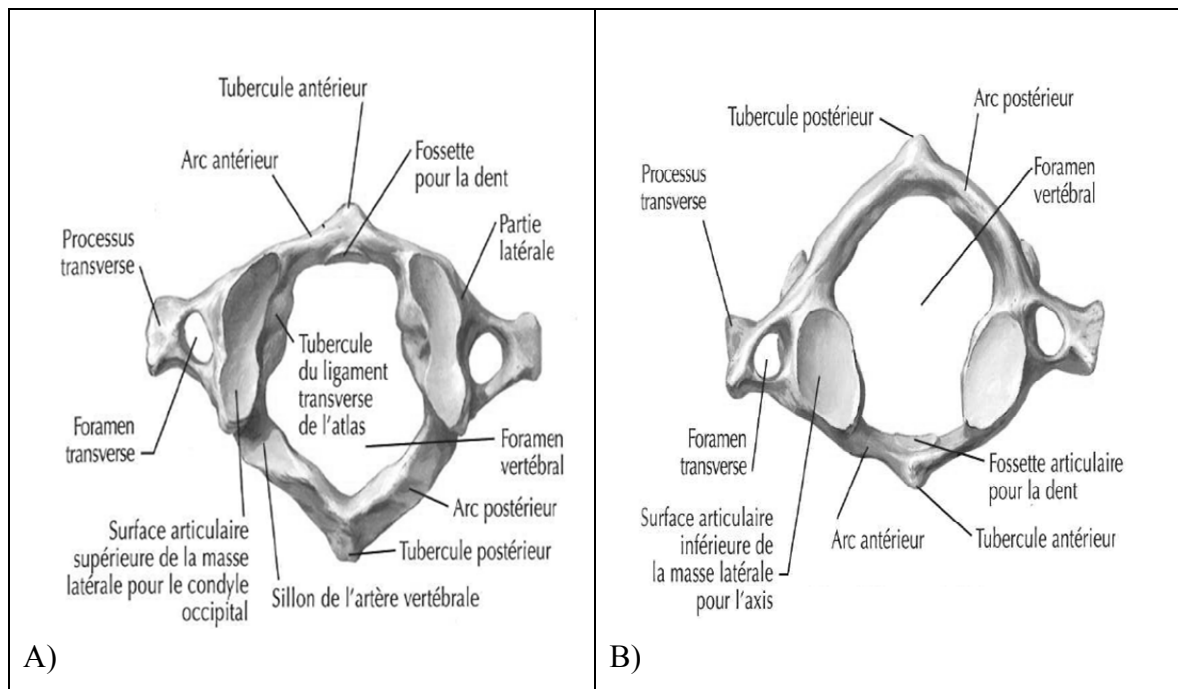 Tubercule antérieur
Arc antérieur
Fossette
pour la dent
Processus
transverse
Partie
latérale
Tubercule
du ligament
transverse
de l'atlas
Foramen
transverse
Foramen
vertébral
Arc postérieur
Surface articulaire
supérieure de la masse
latérale pour le condyle
occipital
Tubercule postérieur
Sillon de l'artère vertébrale
A)
Tubercule postérieur
Arc postérieur
Processus
transverse
Foramen
vertébral
Foramen
transverse
Fossette articulaire
pour la dent
Surface articulaire
inférieure de
la masse latérale
pour l'axis
Arc antérieur
Tubercule antérieur
B)